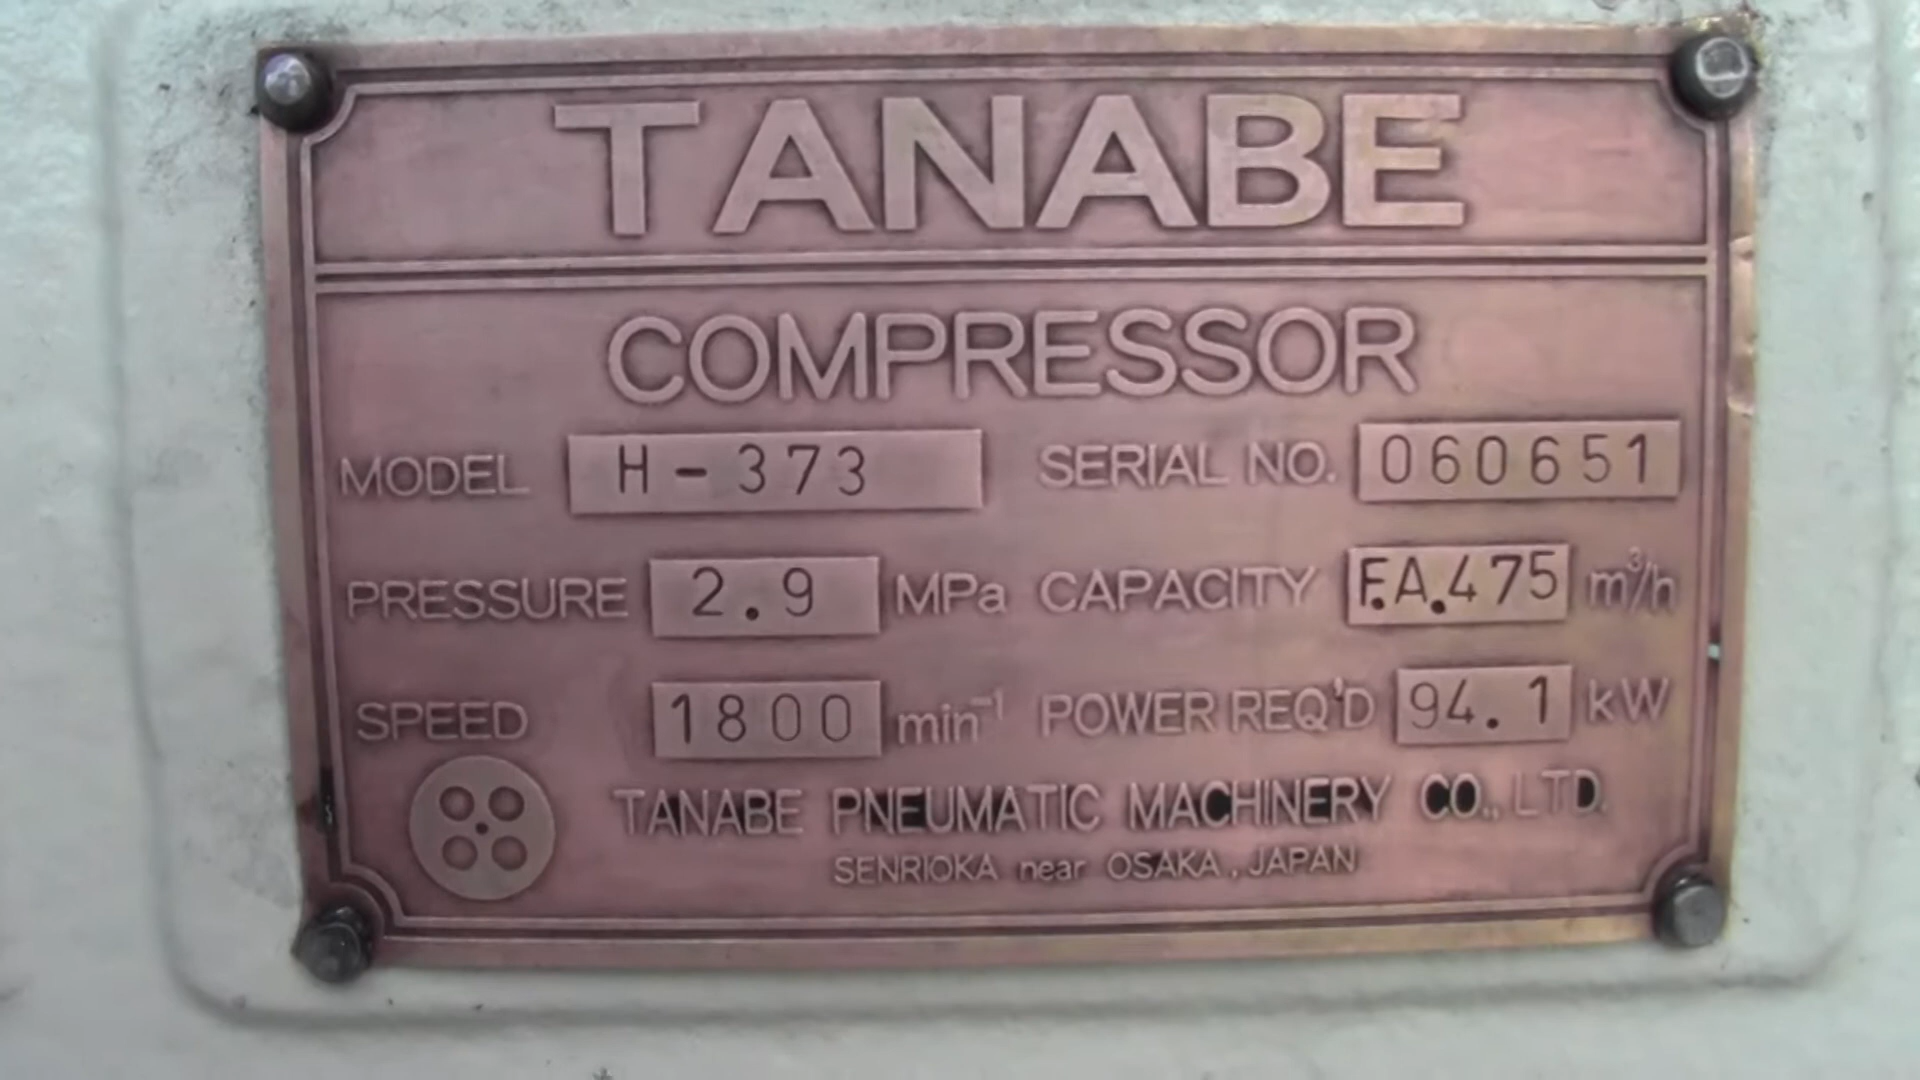 TANABE
COMPRESSOR
MODEL H-373 SERIAL NO. 060651
PRESSURE 2.9 MPa CAPACITY F.A.475 m³/h
SPEED 1800 min⁻¹ POWER REQ'D 94.1 kW
TANABE PNEUMATIC MACHINERY CO., LTD.
SENRIOKA near OSAKA, JAPAN